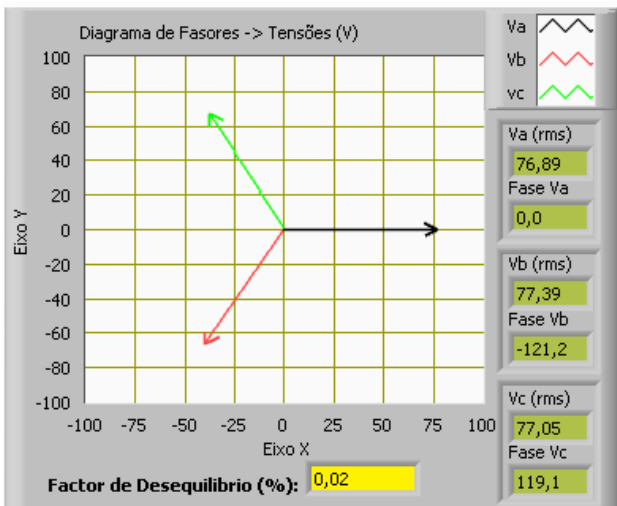 Diagrama de Fasores -> Tensões (V)
100
80
60
40
20
0
-20
-40
-60
-80
-100
Eixo Y
-100 -75 -50 -25 0 25 50 75 100
Eixo X
Factor de Desequilibrio (%): 0,02
Va
Vb
vc
Va (rms)
76,89
Fase Va
0,0
Vb (rms)
77,39
Fase Vb
-121,2
Vc (rms)
77,05
Fase Vc
119,1